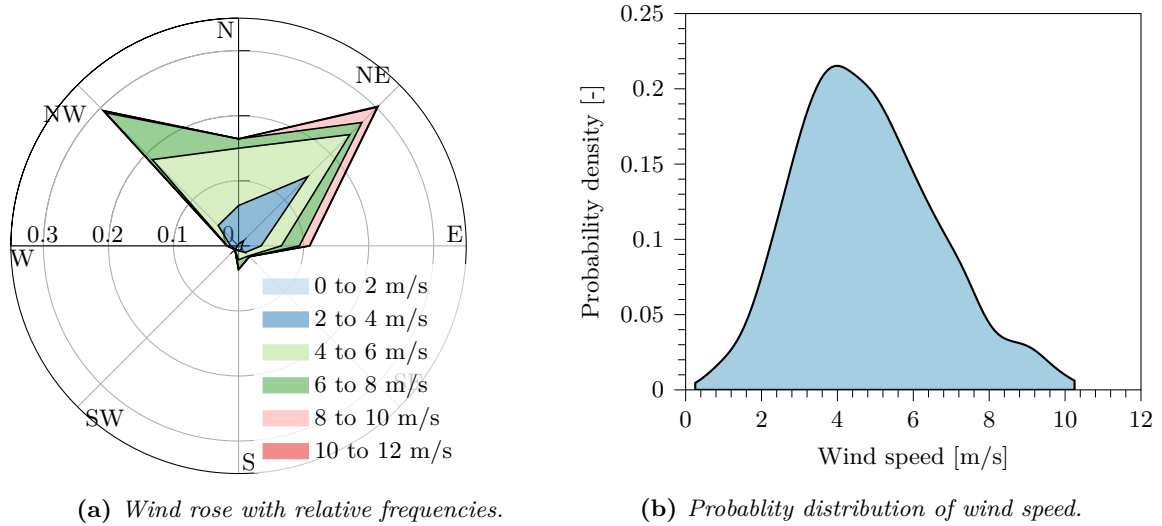 N
NE
NW
0.3 0.2 0.1 0
W
E
0 to 2 m/s
2 to 4 m/s
4 to 6 m/s
6 to 8 m/s
SE
8 to 10 m/s
SW
10 to 12 m/s
S
(a) Wind rose with relative frequencies.
0.25
0.2
0.15
0.1
0.05
0
Probability density [-]
0 2 4 6 8 10 12
Wind speed [m/s]
(b) Probablity distribution of wind speed.